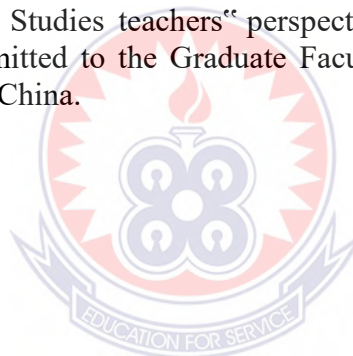 Studies teachers‟ perspect
mitted to the Graduate Facu
China.
EDUCATION FOR SERVICE